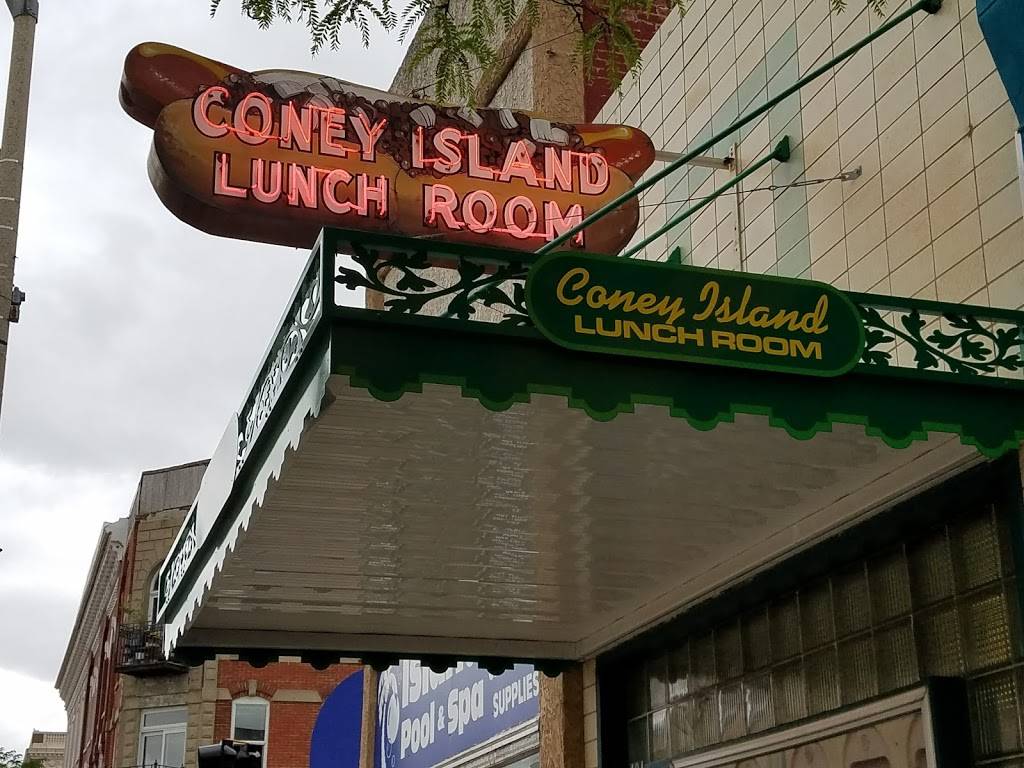 CONEY ISLAND
LUNCH ROOM
Coney Island
LUNCH ROOM
Pool & Spa
SUPPLIES